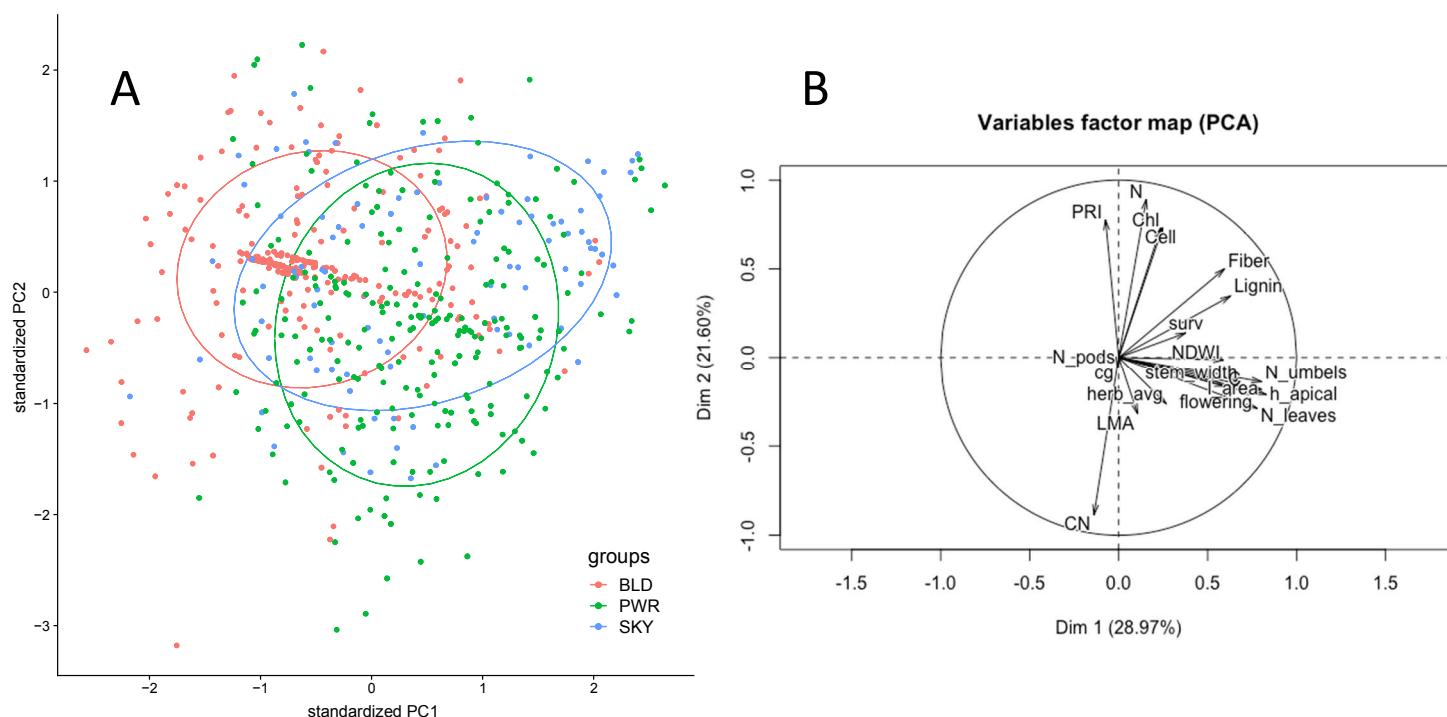 A
standardized PC2
2
1
0
−1
−2
−3
−2
−1
0
1
2
standardized PC1
groups
BLD
PWR
SKY
B
Variables factor map (PCA)
Dim 2 (21.60%)
1.0
0.5
0.0
-0.5
-1.0
N
PRI
Chl
Cell
Fiber
Lignin
surv
NDWI
N_pods
cg
stem_width
C
N_umbels
l_area
herb_avg
h_apical
flowering
N_leaves
LMA
CN
-1.5
-1.0
-0.5
0.0
0.5
1.0
1.5
Dim 1 (28.97%)